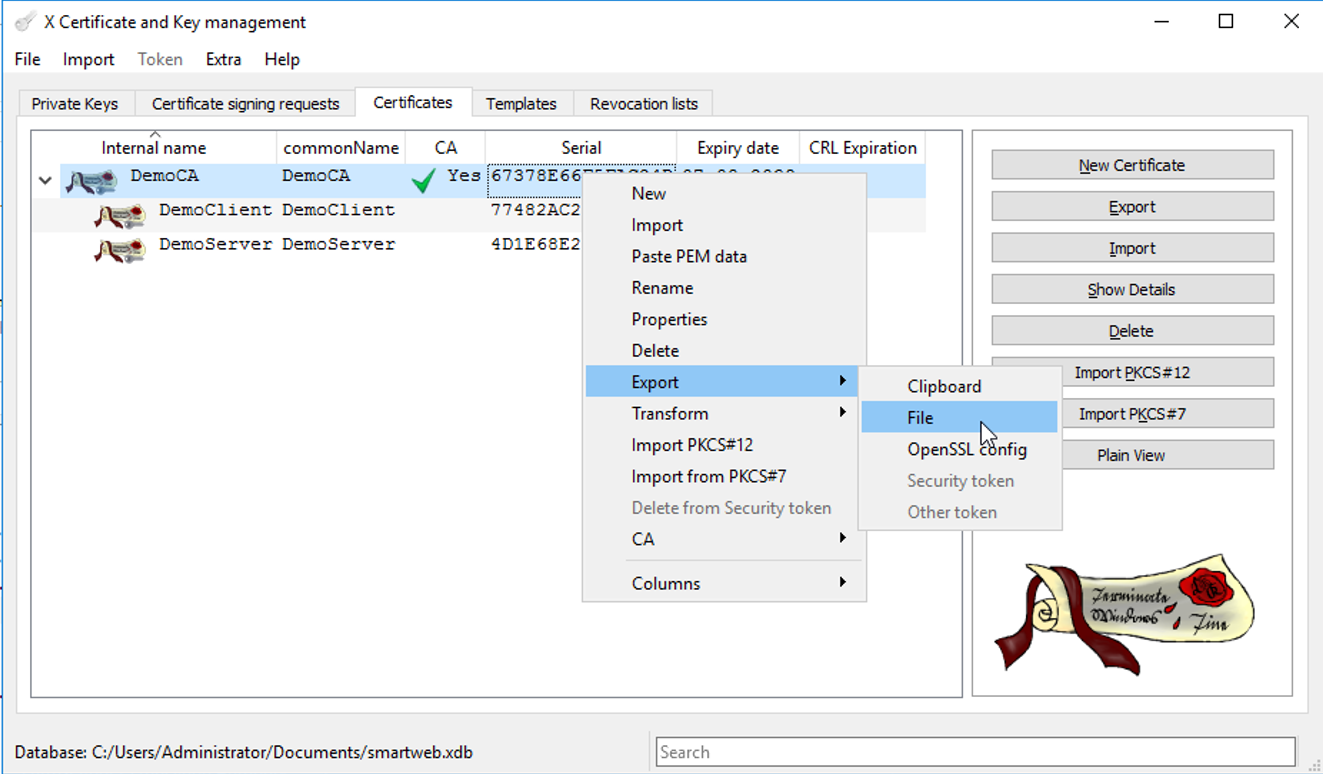 X Certificate and Key management
File Import Token Extra Help
Private Keys Certificate signing requests Certificates Templates Revocation lists
Internal name commonName CA Serial Expiry date CRL Expiration
DemoCA DemoCA Yes
DemoClient DemoClient 77482AC2
DemoServer DemoServer 4D1E68E2
New
Import
Paste PEM data
Rename
Properties
Delete
Export
Transform
Import PKCS#12
Import from PKCS#7
Delete from Security token
CA
Columns
Clipboard
File
OpenSSL config
Security token
Other token
New Certificate
Export
Import
Show Details
Delete
Import PKCS#12
Import PKCS#7
Plain View
Terminate
Windows
Fine
Database: C:/Users/Administrator/Documents/smartweb.xdb
Search